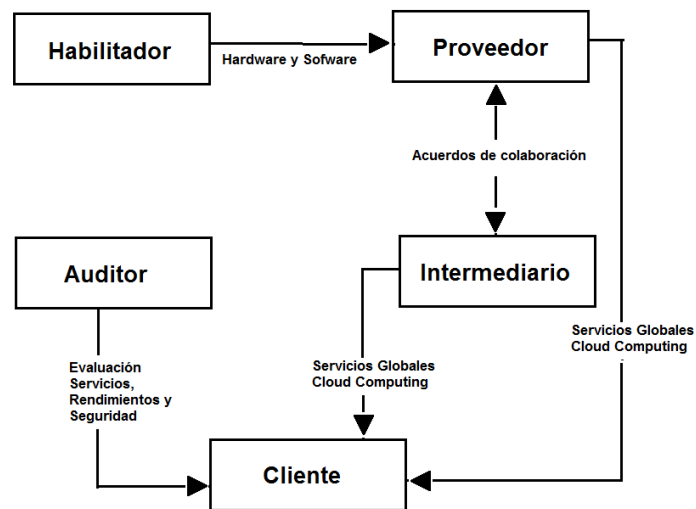 Habilitador
Hardware y Sofware
Proveedor
Acuerdos de colaboración
Auditor
Intermediario
Servicios Globales
Cloud Computing
Evaluación
Servicios,
Rendimientos y
Seguridad
Servicios Globales
Cloud Computing
Cliente